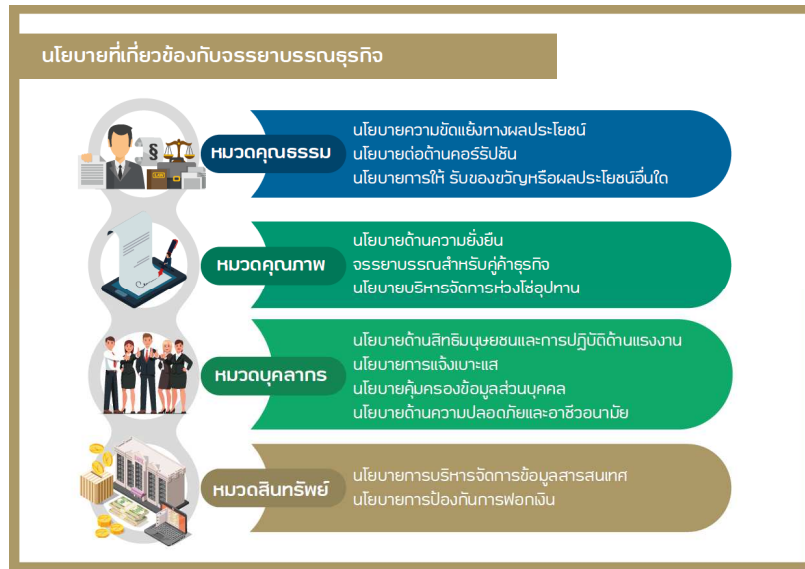 นโยบายที่เกี่ยวข้องกับจรรยาบรรณธุรกิจ
หมวดคุณธรรม
นโยบายความขัดแย้งทางผลประโยชน์
นโยบายต่อต้านคอร์รัปชัน
นโยบายการให้ รับของขวัญหรือผลประโยชน์อื่นใด
หมวดคุณภาพ
นโยบายด้านความยั่งยืน
จรรยาบรรณสำหรับคู่ค้าธุรกิจ
นโยบายบริหารจัดการห่วงโซ่อุปทาน
หมวดบุคลากร
นโยบายด้านสิทธิมนุษยชนและการปฏิบัติด้านแรงงาน
นโยบายการแจ้งเบาะแส
นโยบายคุ้มครองข้อมูลส่วนบุคคล
นโยบายด้านความปลอดภัยและอาชีวอนามัย
หมวดสินทรัพย์
นโยบายการบริหารจัดการข้อมูลสารสนเทศ
นโยบายการป้องกันการฟอกเงิน